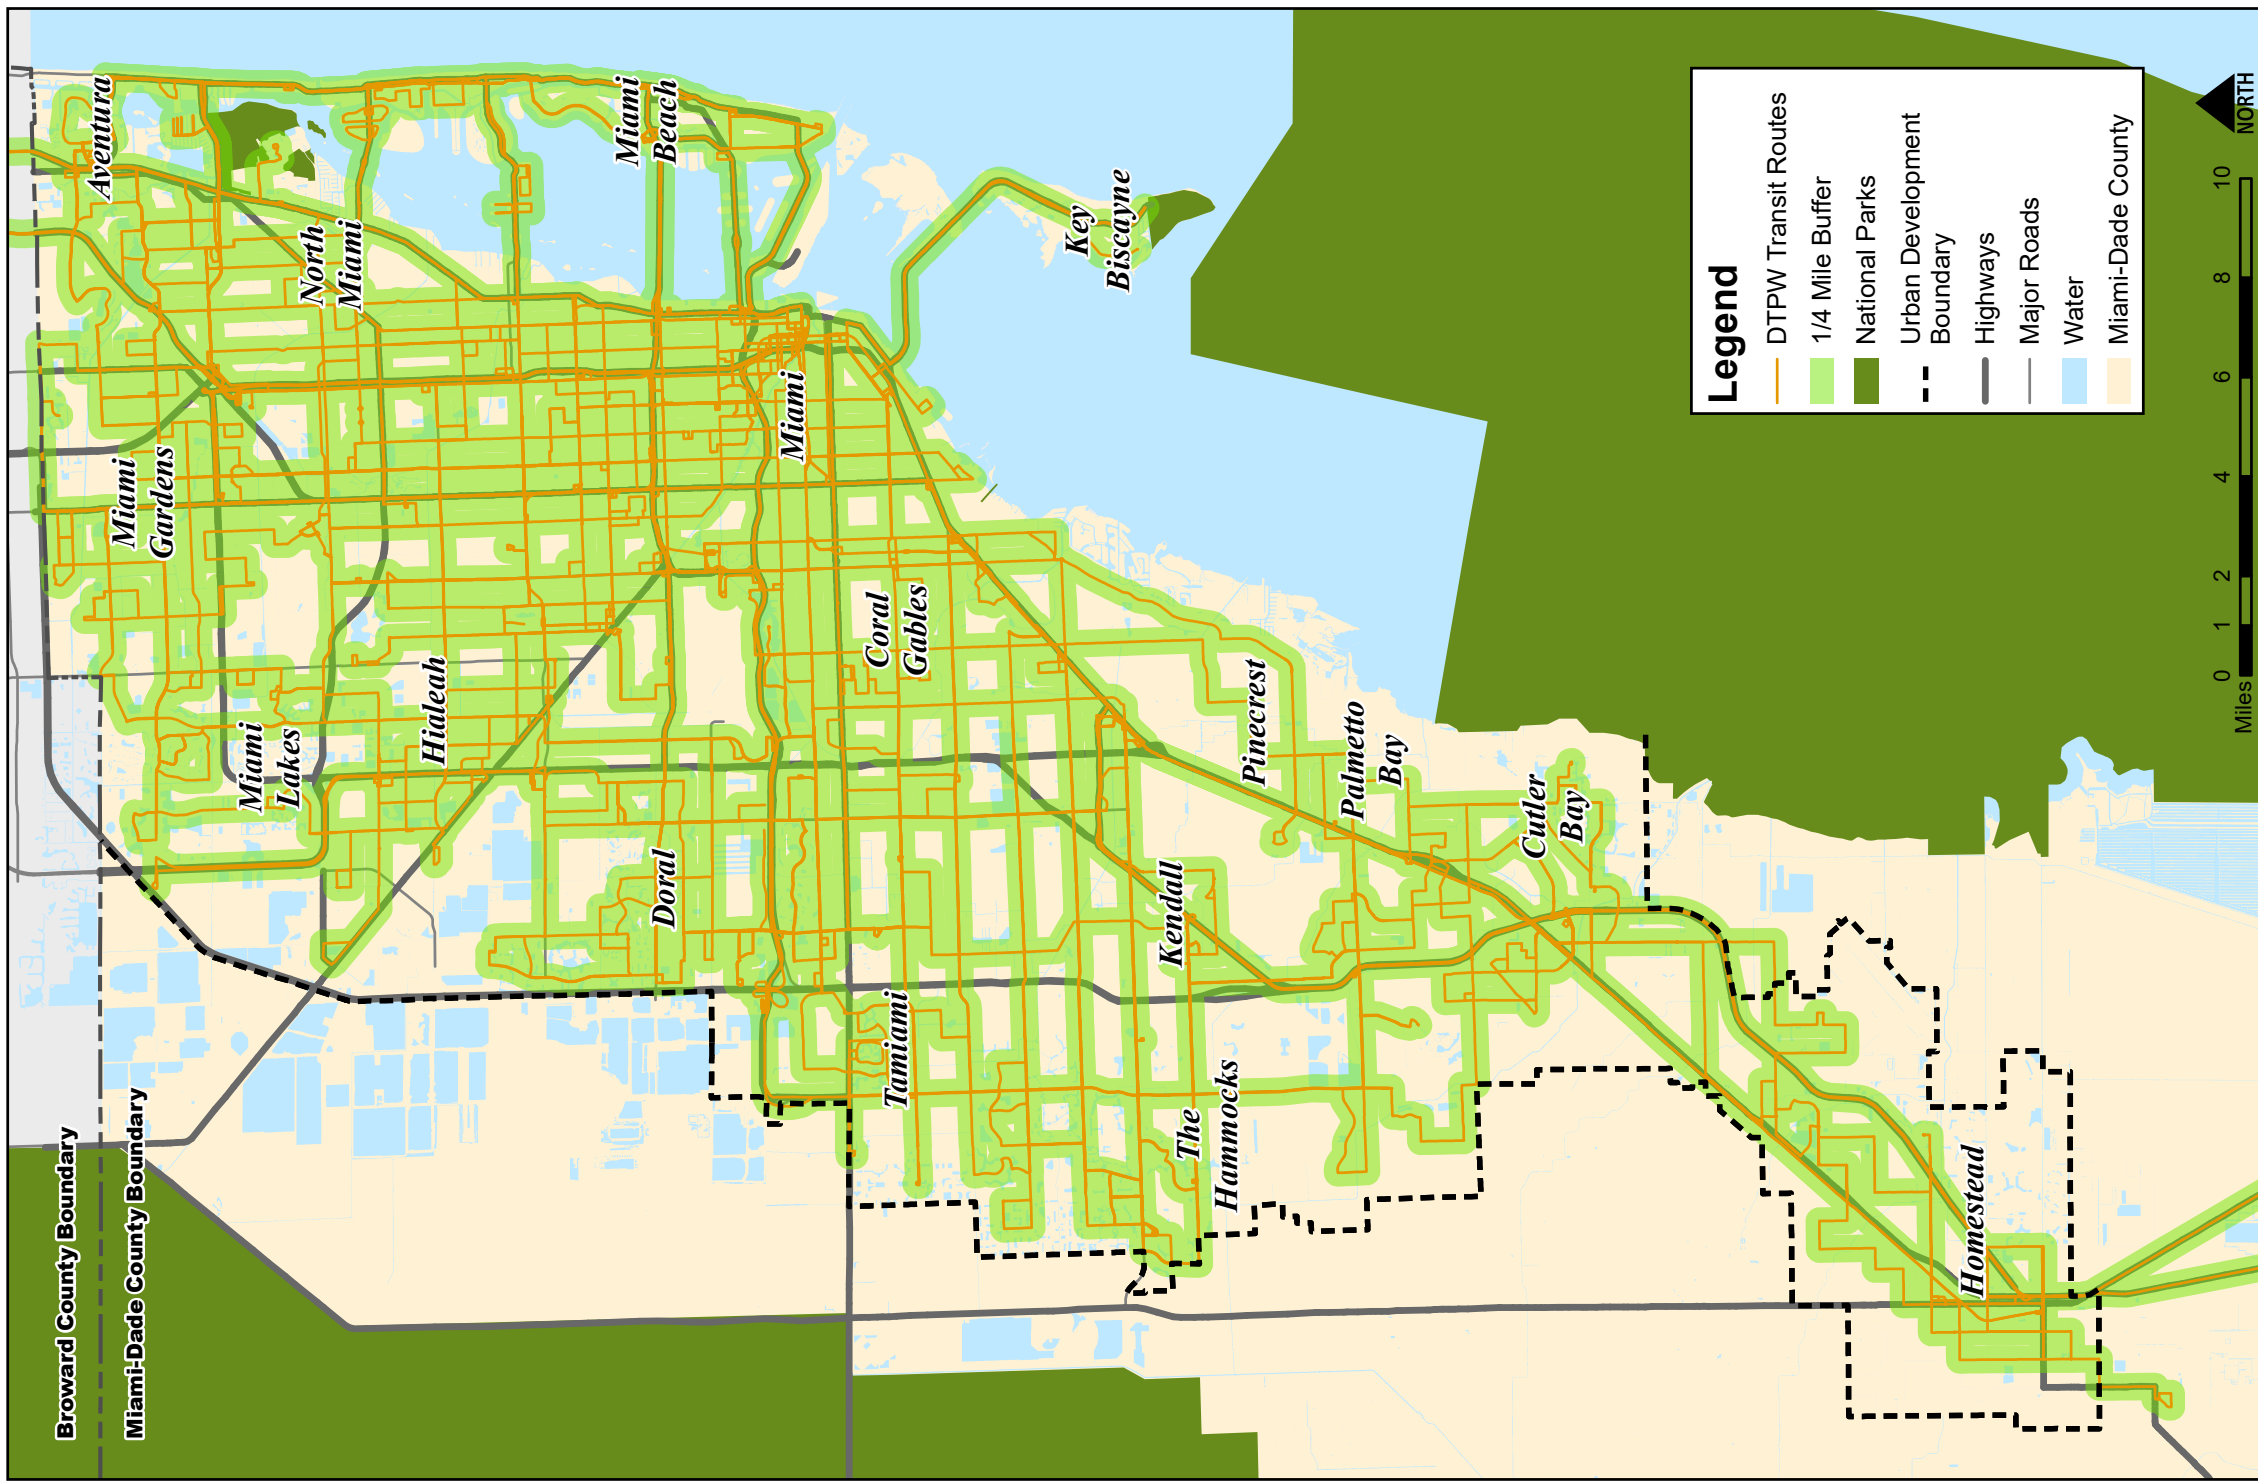 Broward County Boundary
Miami-Dade County Boundary
Aventura
Miami
Gardens
North
Miami
Miami
Lakes
Hialeah
Miami
Beach
Doral
Miami
Key
Biscayne
Coral
Gables
Tamiami
Kendall
The
Hammocks
Pinecrest
Palmetto
Bay
Cutler
Bay
Homestead
Legend
DTPW Transit Routes
1/4 Mile Buffer
National Parks
Urban Development
Boundary
Highways
Major Roads
Water
Miami-Dade County
0 1 2 4 6 8 10
Miles
NORTH